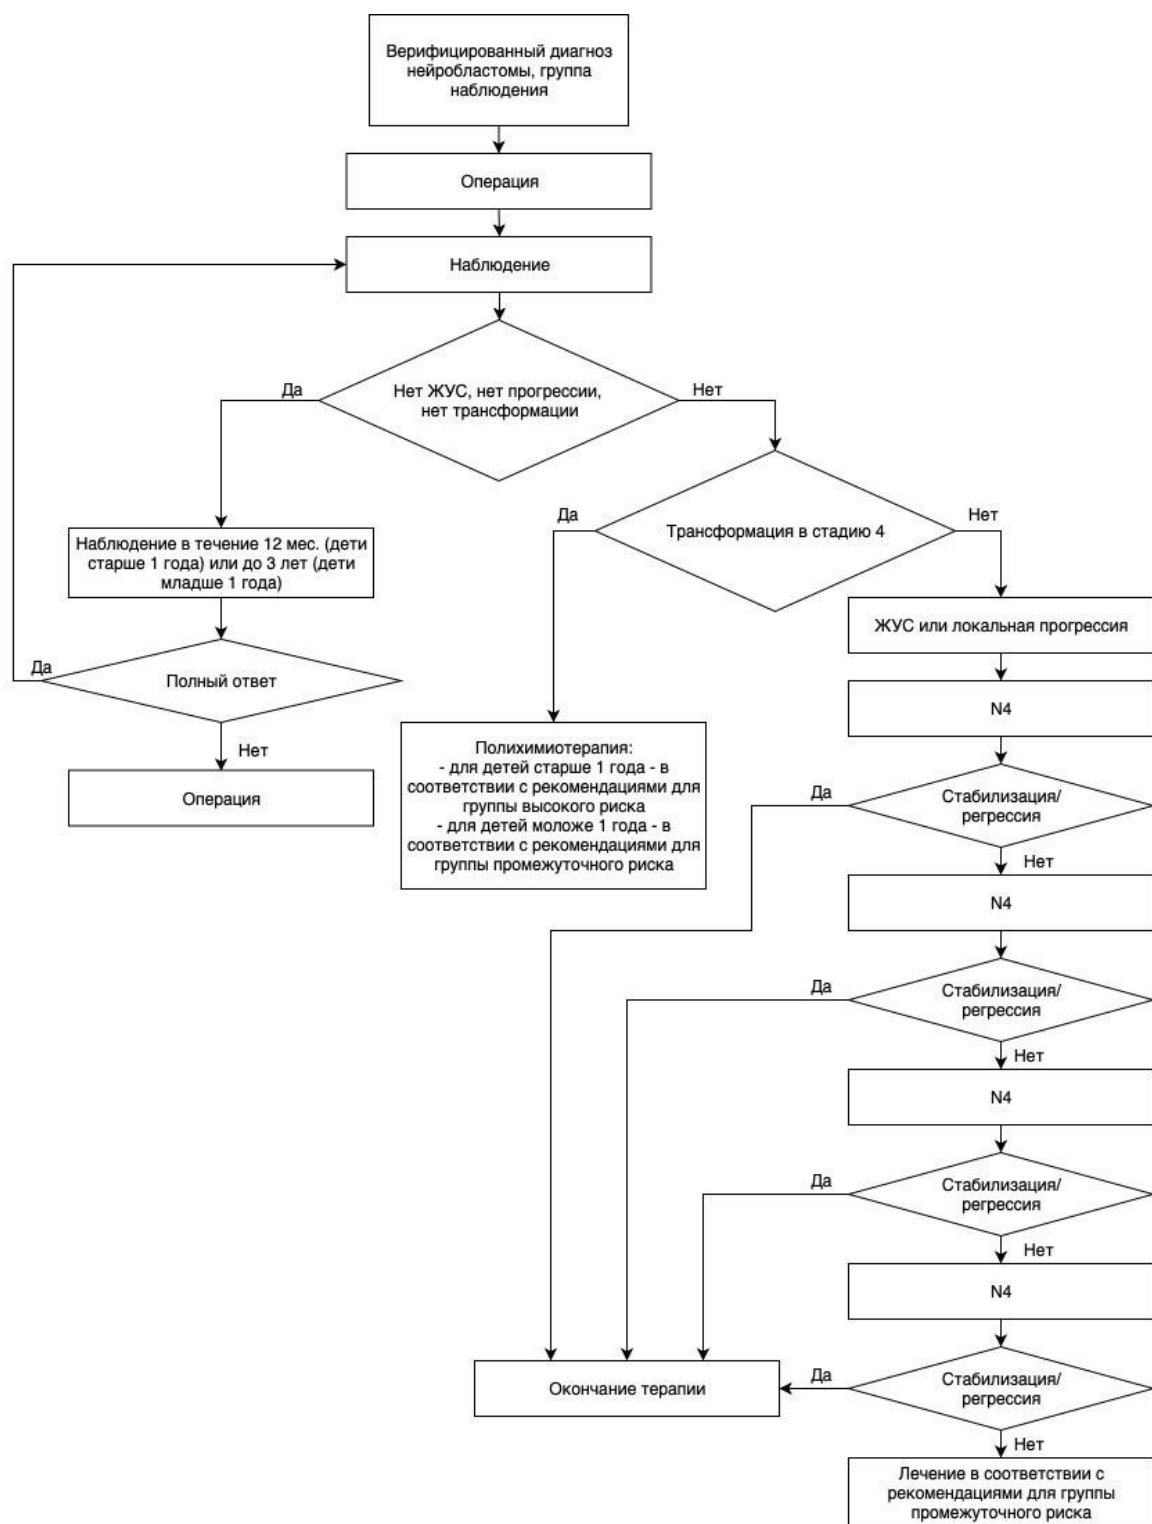 Верифицированный диагноз
нейробластомы, группа
наблюдения
Операция
Наблюдение
Да
Нет ЖУС, нет прогрессии,
нет трансформации
Нет
Да
Трансформация в стадию 4
Нет
Наблюдение в течение 12 мес. (дети
старше 1 года) или до 3 лет (дети
младше 1 года)
ЖУС или локальная прогрессия
Да
Полный ответ
Нет
Операция
N4
Полихимиотерапия:
- для детей старше 1 года - в
соответствии с рекомендациями для
группы высокого риска
- для детей моложе 1 года - в
соответствии с рекомендациями для
группы промежуточного риска
Да
Стабилизация/
регрессия
Нет
N4
Да
Стабилизация/
регрессия
Нет
N4
Да
Стабилизация/
регрессия
Нет
N4
Окончание терапии
Да
Стабилизация/
регрессия
Нет
Лечение в соответствии с
рекомендациями для группы
промежуточного риска